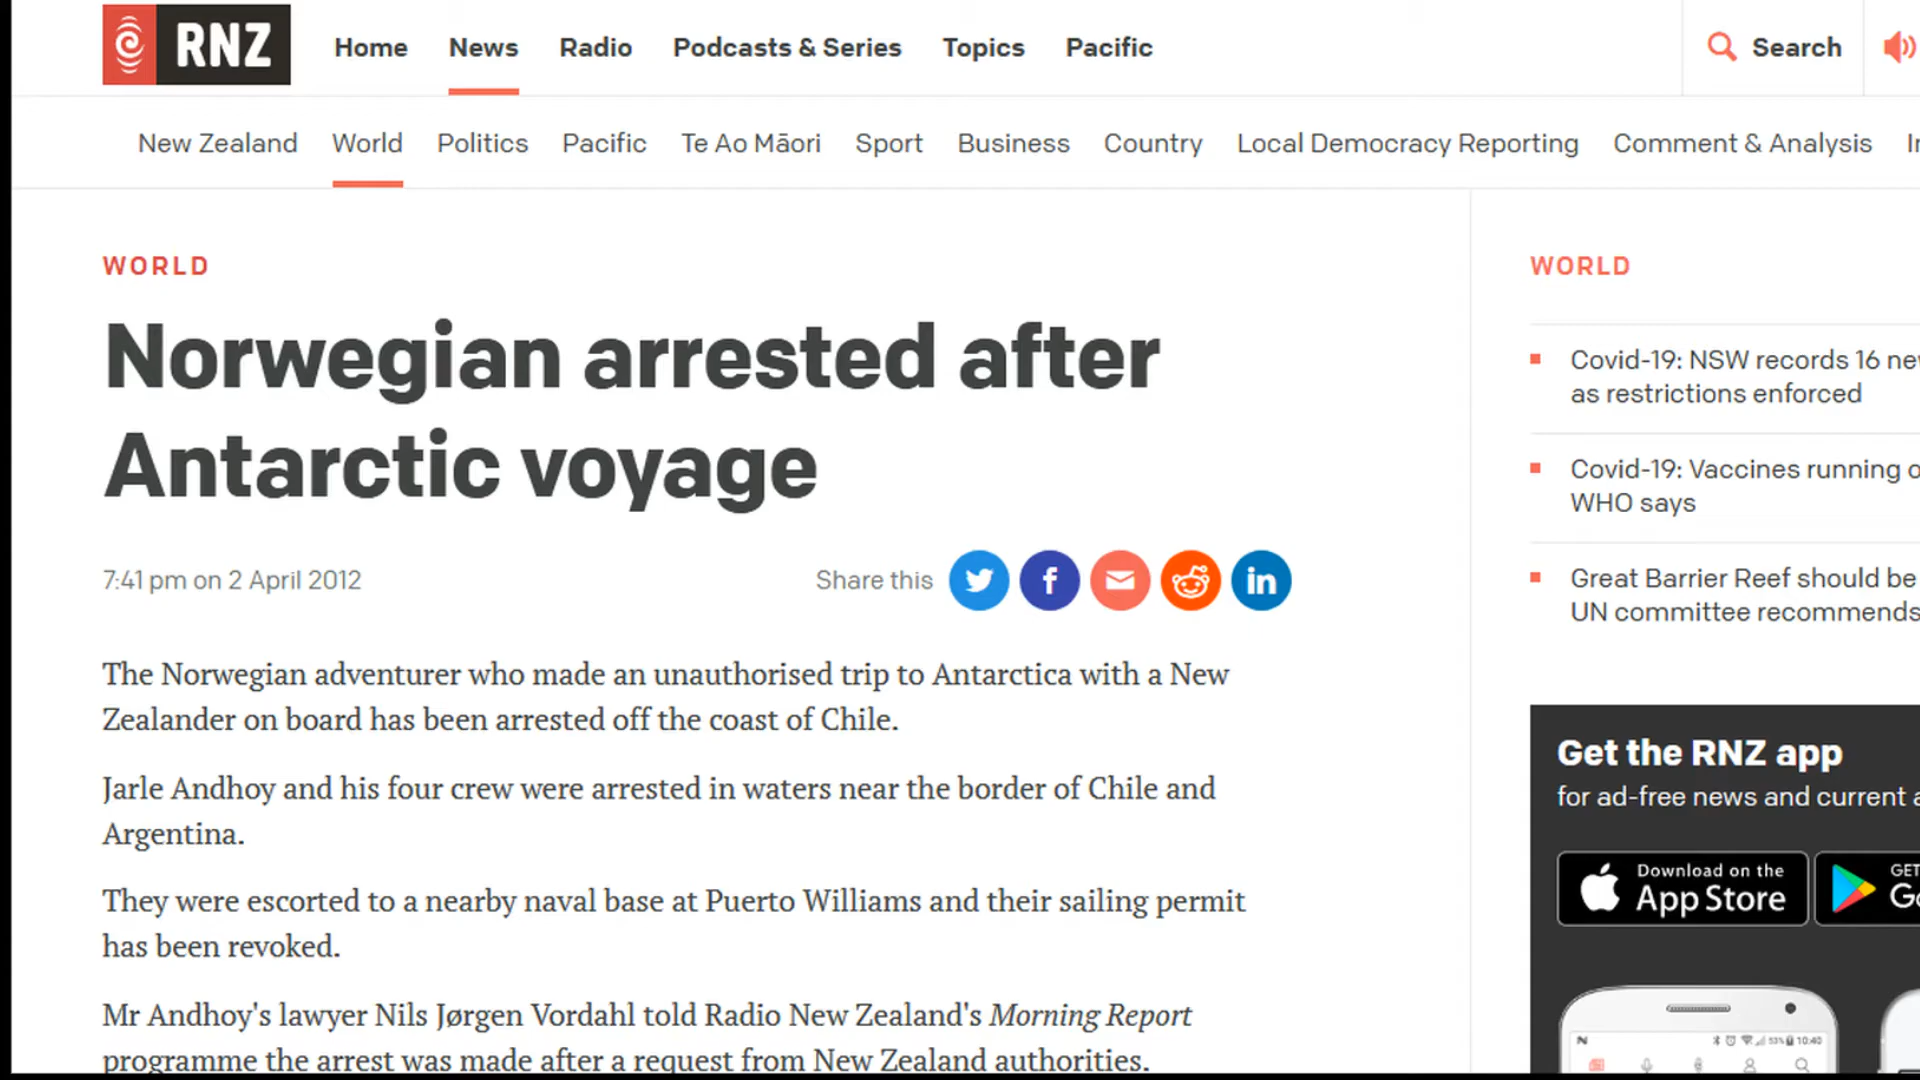 RNZ
Home News Radio Podcasts & Series Topics Pacific
Search
New Zealand World Politics Pacific Te Ao Māori Sport Business Country Local Democracy Reporting Comment & Analysis
WORLD
Norwegian arrested after
Antarctic voyage
7:41 pm on 2 April 2012
Share this
The Norwegian adventurer who made an unauthorised trip to Antarctica with a New
Zealander on board has been arrested off the coast of Chile.
Jarle Andhoy and his four crew were arrested in waters near the border of Chile and
Argentina.
They were escorted to a nearby naval base at Puerto Williams and their sailing permit
has been revoked.
Mr Andhoy's lawyer Nils Jørgen Vordahl told Radio New Zealand's Morning Report
programme the arrest was made after a request from New Zealand authorities.
WORLD
Covid-19: NSW records 16
as restrictions enforced
Covid-19: Vaccines running
WHO says
Great Barrier Reef should be
UN committee recommends
Get the RNZ app
for ad-free news and current
Download on the
App Store
GET
53% 10:40